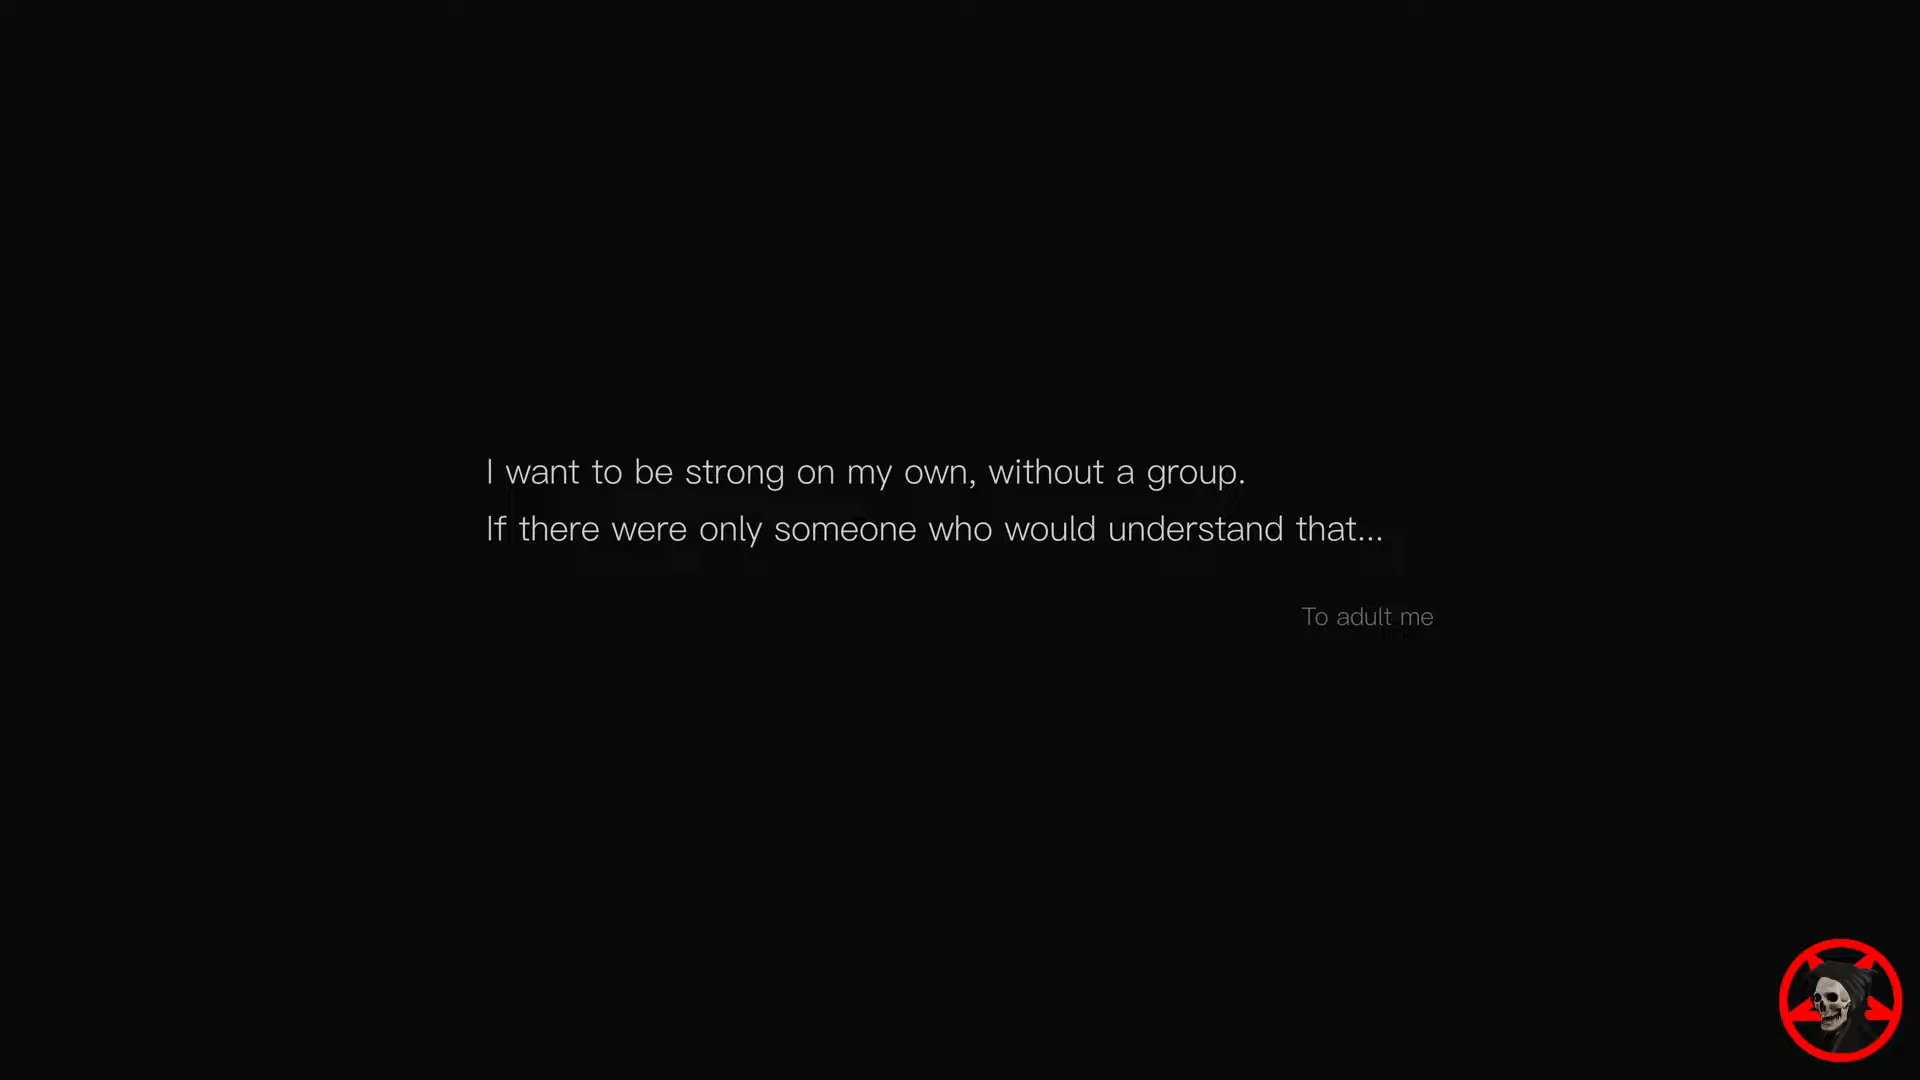 I want to be strong on my own, without a group.
If there were only someone who would understand that...
To adult me